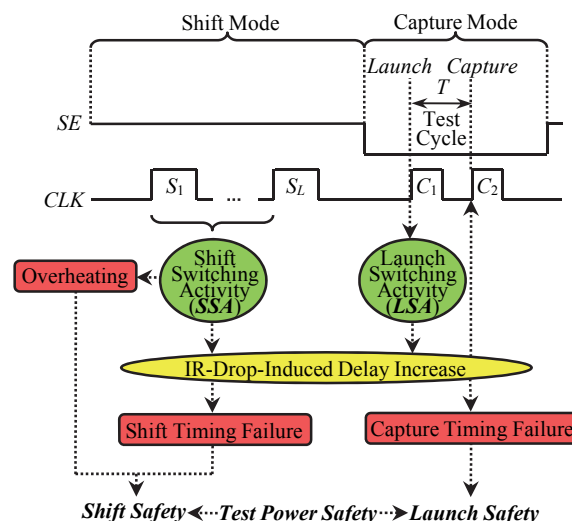 Shift Mode
Capture Mode
Launch
Capture
T
SE
Test
Cycle
S1
...
SL
C1
C2
CLK
Shift
Switching
Activity
(SSA)
Launch
Switching
Activity
(LSA)
Overheating
IR-Drop-Induced Delay Increase
Shift Timing Failure
Capture Timing Failure
Shift Safety
Test Power Safety
Launch Safety